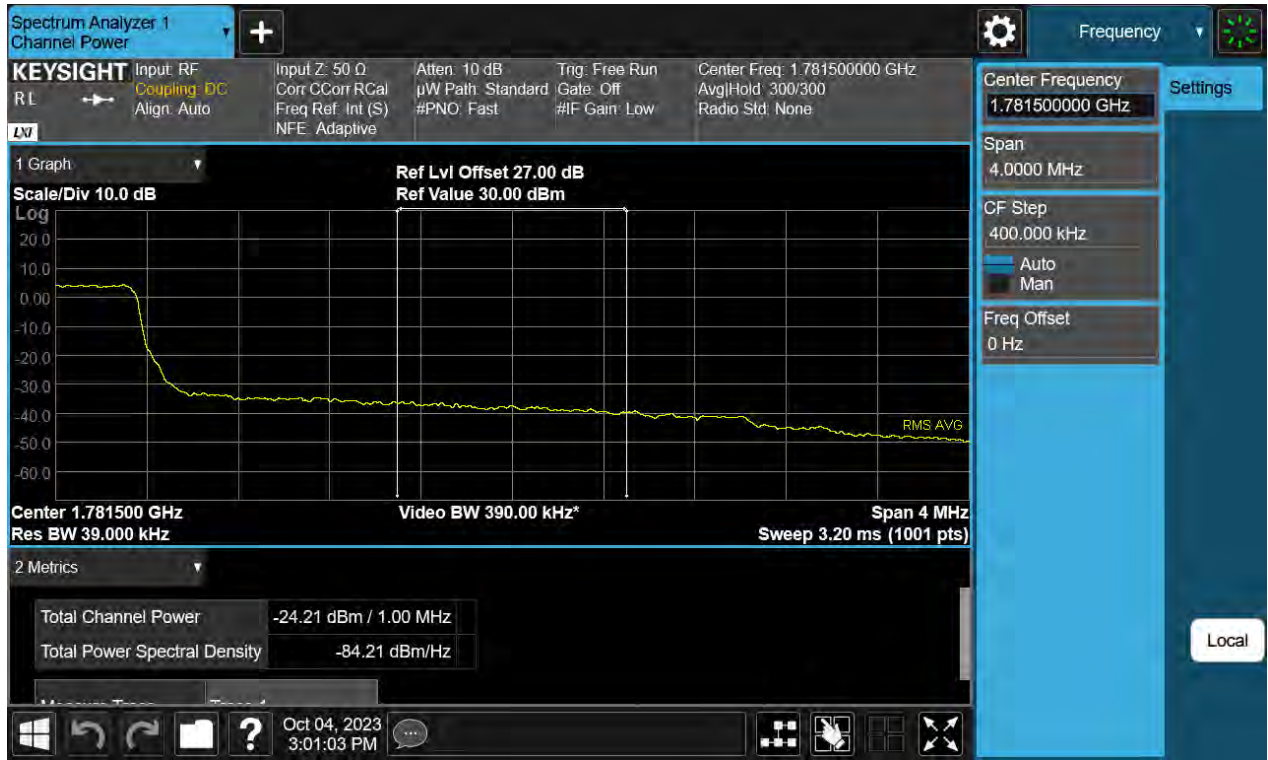 Spectrum Analyzer 1
Channel Power
Frequency
KEYSIGHT
RL
LXI
Input: RF
Coupling: DC
Align: Auto
Input Z: 50 Ω
Corr CCorr RCal
Freq Ref: Int (S)
NFE: Adaptive
Atten: 10 dB
µW Path: Standard
#PNO: Fast
Trig: Free Run
Gate: Off
#IF Gain: Low
Center Freq: 1.781500000 GHz
Avg|Hold: 300/300
Radio Std: None
Center Frequency
1.781500000 GHz
Settings
Span
4.0000 MHz
CF Step
400.000 kHz
Auto
Man
Freq Offset
0 Hz
1 Graph
Scale/Div 10.0 dB
Ref Lvl Offset 27.00 dB
Ref Value 30.00 dBm
Log
20.0
10.0
0.00
-10.0
-20.0
-30.0
-40.0
-50.0
-60.0
RMS AVG
Center 1.781500 GHz
Video BW 390.00 kHz*
Span 4 MHz
Res BW 39.000 kHz
Sweep 3.20 ms (1001 pts)
2 Metrics
Total Channel Power -24.21 dBm / 1.00 MHz
Total Power Spectral Density -84.21 dBm/Hz
Local
?
Oct 04, 2023
3:01:03 PM